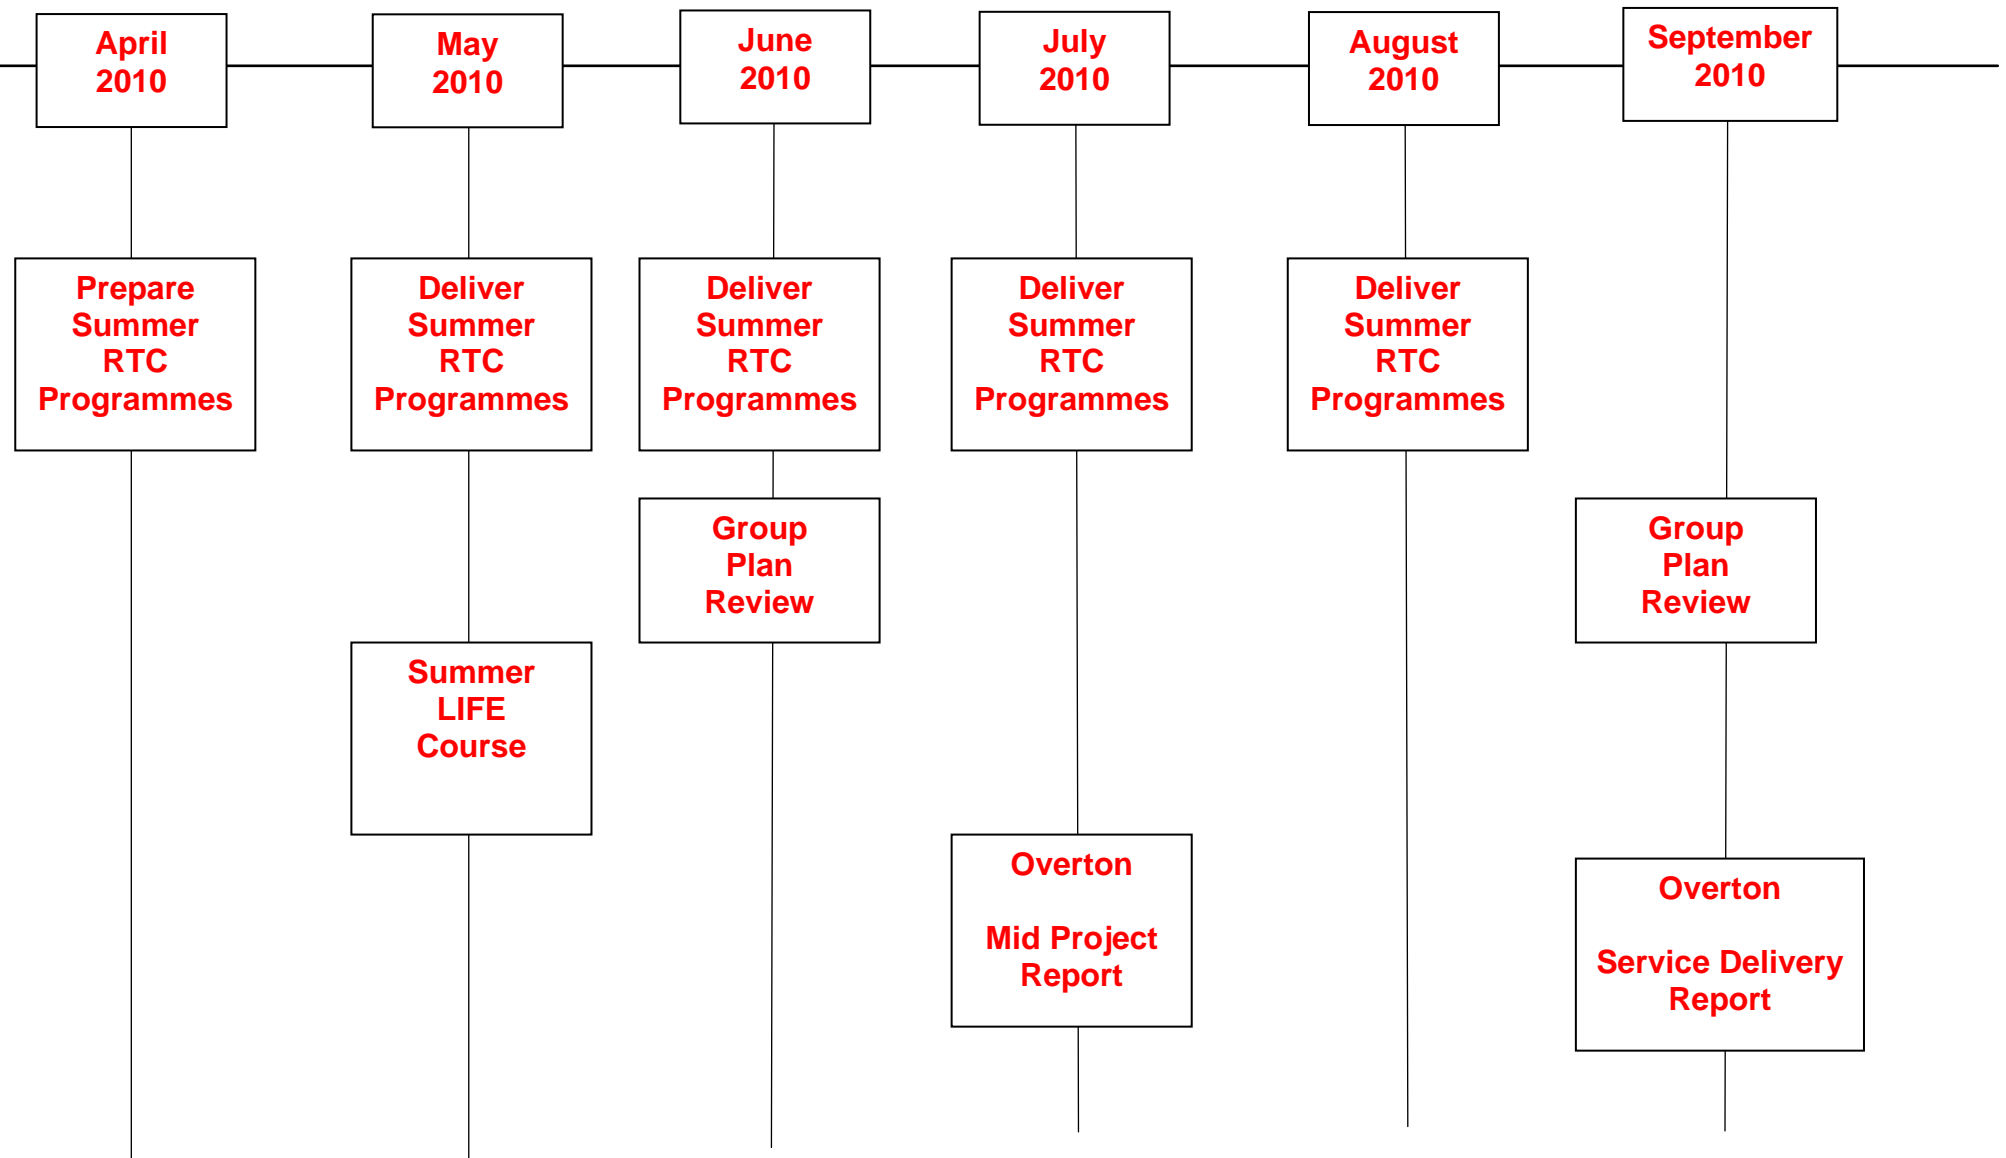 April
2010
May
2010
June
2010
July
2010
August
2010
September
2010
Prepare
Summer
RTC
Programmes
Deliver
Summer
RTC
Programmes
Deliver
Summer
RTC
Programmes
Deliver
Summer
RTC
Programmes
Deliver
Summer
RTC
Programmes
Group
Plan
Review
Group
Plan
Review
Summer
LIFE
Course
Overton
Mid Project
Report
Overton
Service Delivery
Report